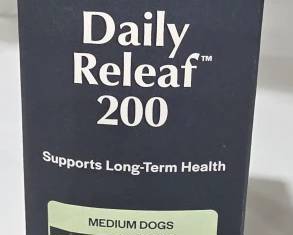 Daily
Releaf™
200
Supports Long-Term Health
MEDIUM DOGS